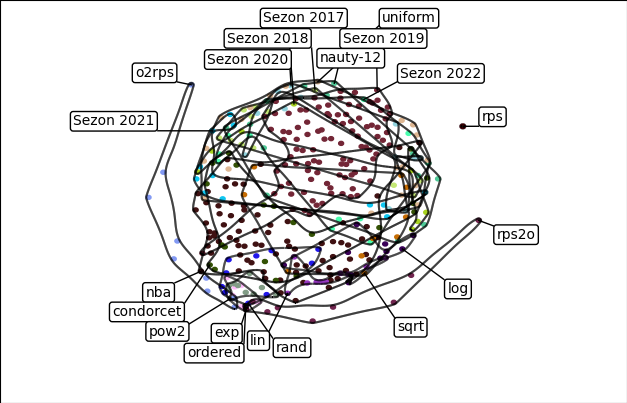 Sezon 2017
uniform
Sezon 2018
Sezon 2019
Sezon 2020
nauty-12
o2rps
Sezon 2022
Sezon 2021
rps
rps2o
nba
log
condorcet
pow2
exp
lin
rand
sqrt
ordered